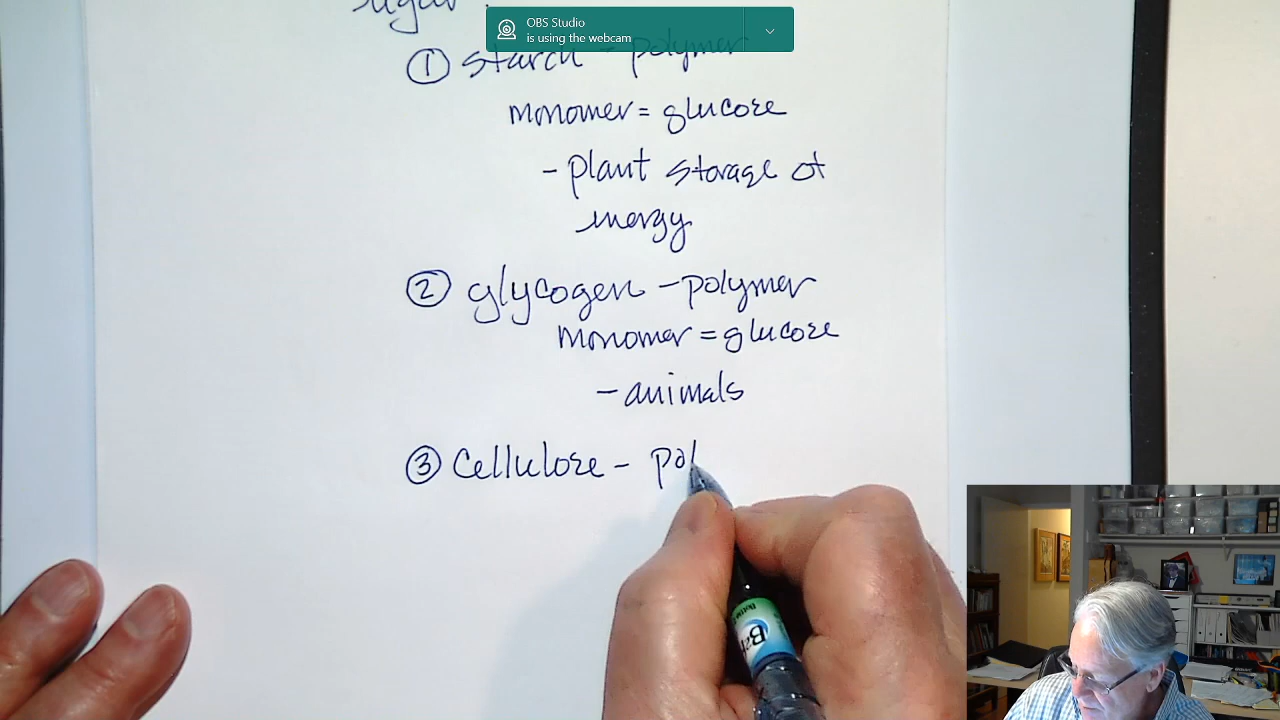 sugar
OBS Studio
is using the webcam
① starch - polymer
monomer = glucose
- plant storage of
energy
② glycogen - polymer
monomer = glucose
- animals
③ Cellulose - pol